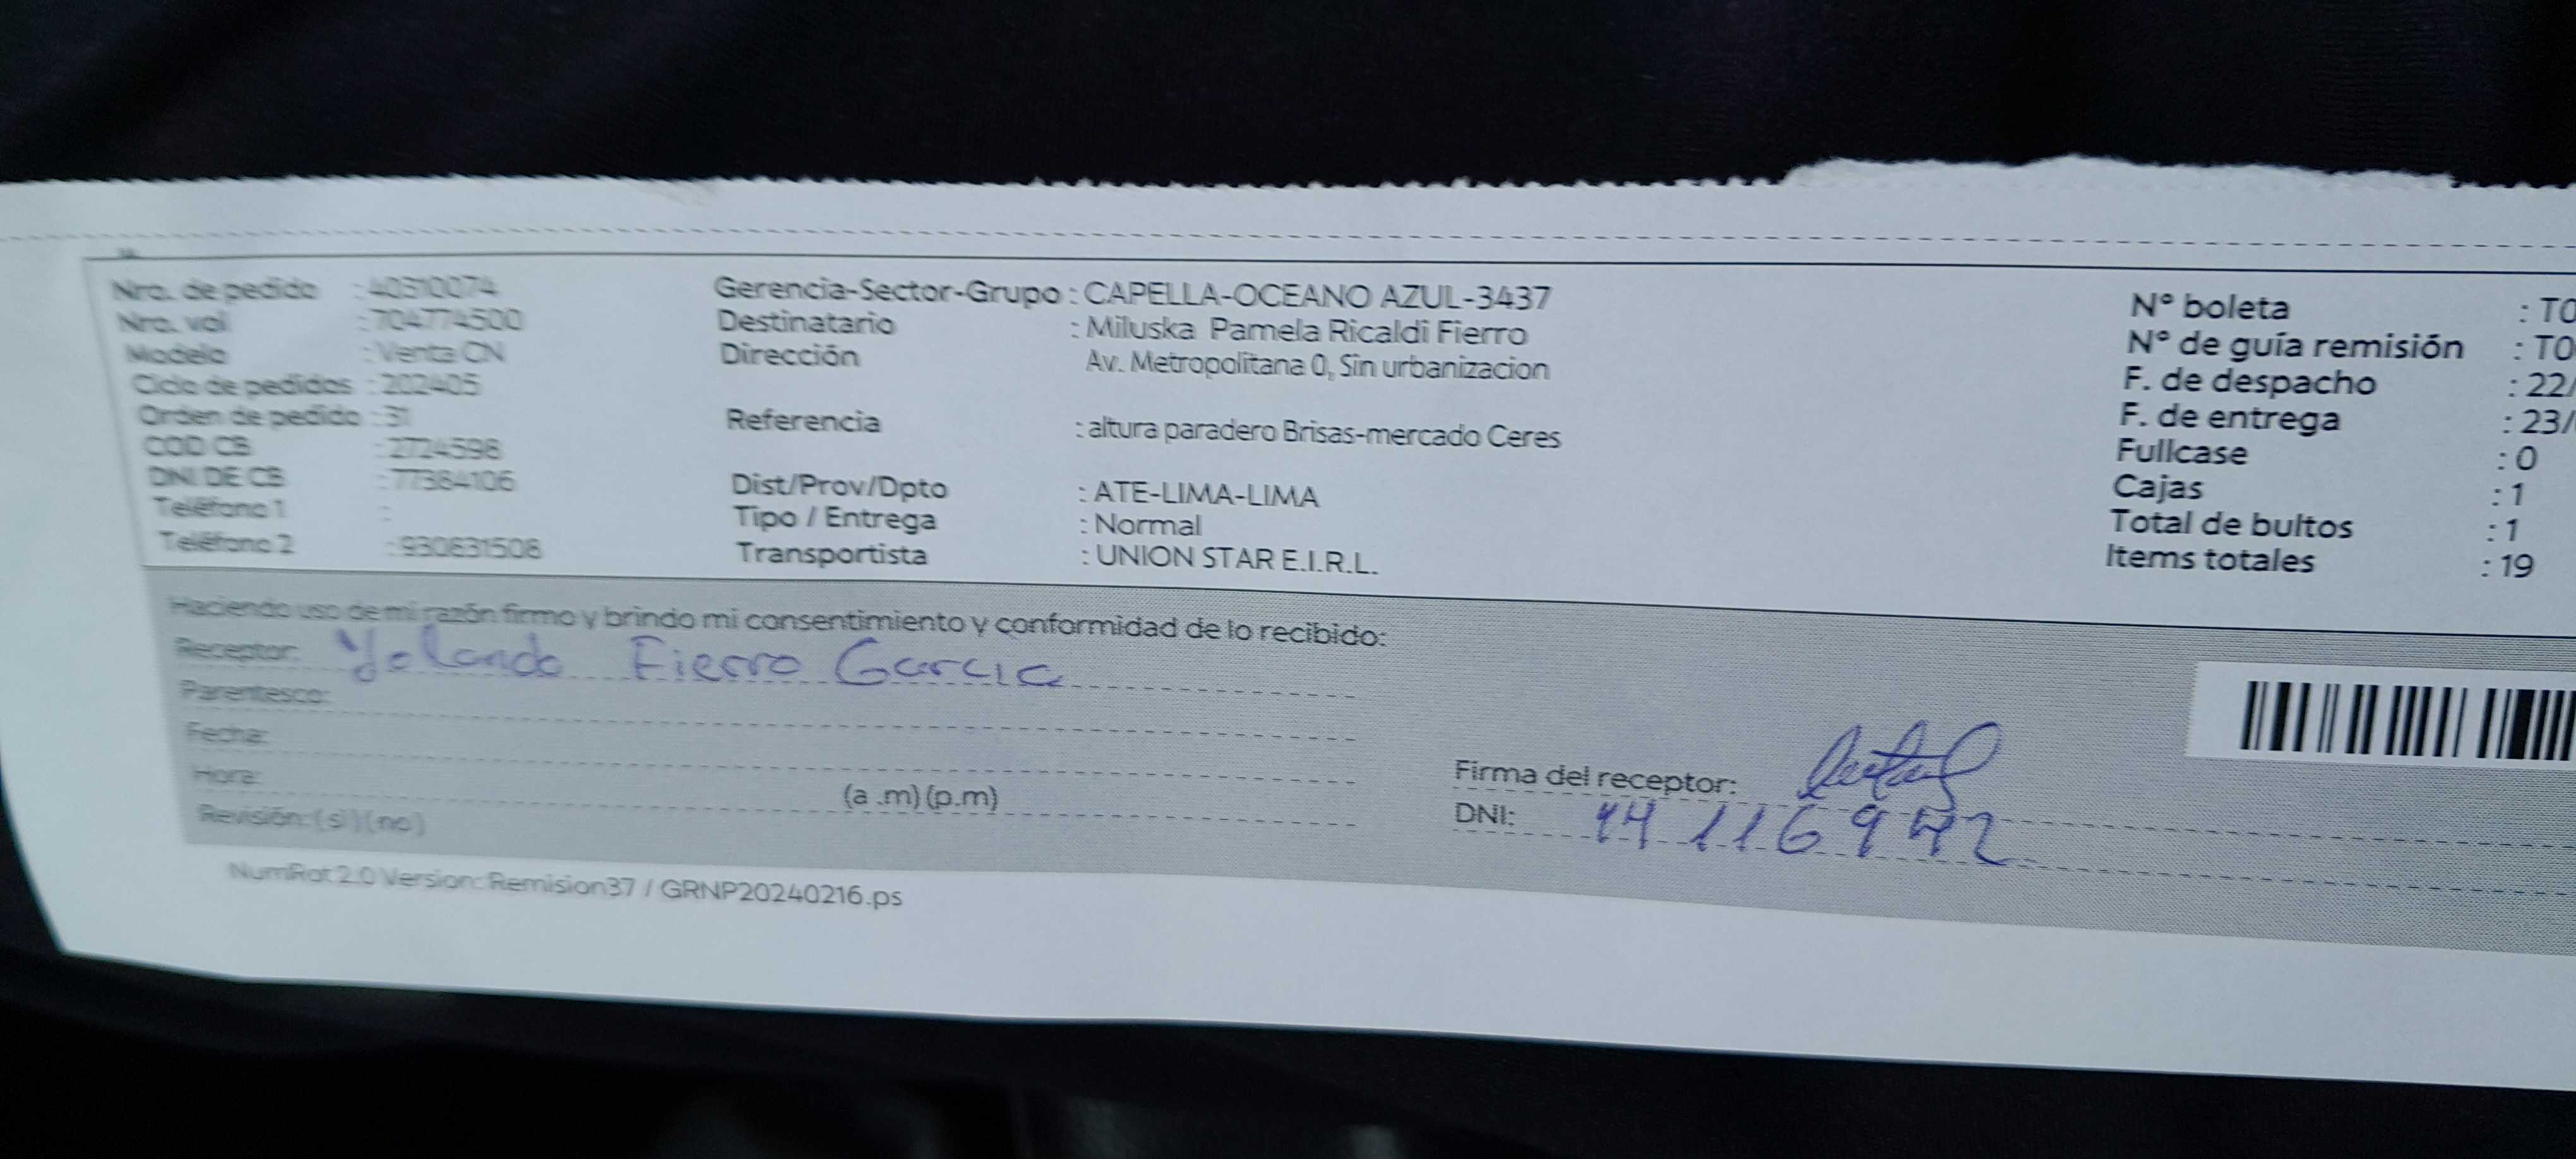 Nro. de pedido : 40310074
Nro. vol : 704774500
Modelo : Venta CN
Ciclo de pedidos : 202405
Orden de pedido : 31
COD CB : 2724598
DNI DE CB : 77384106
Teléfono 1 :
Teléfono 2 : 930831508
Gerencia-Sector-Grupo : CAPELLA-OCEANO AZUL-3437
Destinatario : Miluska Pamela Ricaldi Fierro
Dirección Av. Metropolitana 0, Sin urbanizacion
Referencia : altura paradero Brisas-mercado Ceres
Dist/Prov/Dpto : ATE-LIMA-LIMA
Tipo / Entrega : Normal
Transportista : UNION STAR E.I.R.L.
N° boleta : T0
N° de guía remisión : T0
F. de despacho : 22/
F. de entrega : 23/
Fullcase : 0
Cajas : 1
Total de bultos : 1
Items totales : 19
Haciendo uso de mi razón firmo y brindo mi consentimiento y conformidad de lo recibido:
Receptor: Yolanda Fierro Garcia
Parentesco:
Fecha:
Hora: (a .m) (p.m)
Revisión: (si) (no)
Firma del receptor:
DNI:
NumRot 2.0 Version: Remision37 / GRNP20240216.ps